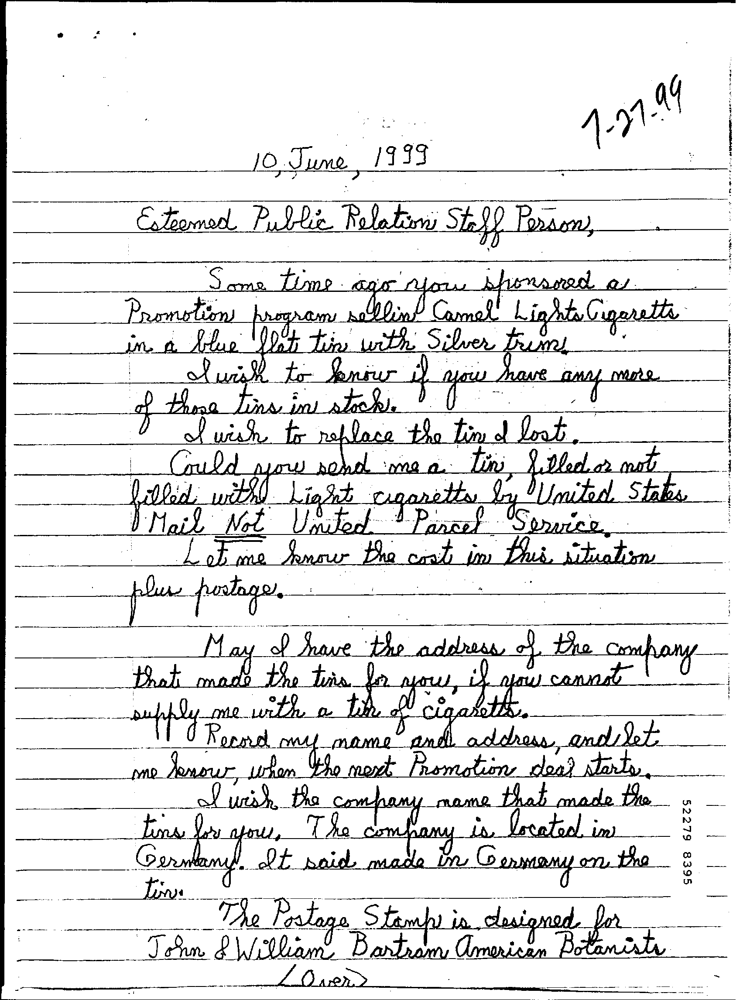 7-27-99
10, June, 1999
Esteemed Public Relation Staff Person,
Some time ago you sponsored a
Promotion program sellin Camel Lights Cigaretts
in a blue flat tin with Silver trim.
I wish to know if you have any more
of those tins in stock.
I wish to replace the tin I lost.
Could you send me a tin, filled or not
filled with Light cigaretts by United States
Mail Not United Parcel Service.
Let me know the cost in this situation
plus postage.
May I have the address of the company
that made the tins for you, if you cannot
supply me with a tin of cigaretts.
Record my name and address, and let
me know, when the next Promotion deal starts.
I wish the company name that made the
tins for you. The company is located in
Germany. It said made in Germany on the
tin.
The Postage Stamp is designed for
John & William Bartram American Botanists
(Over)
52279 8395